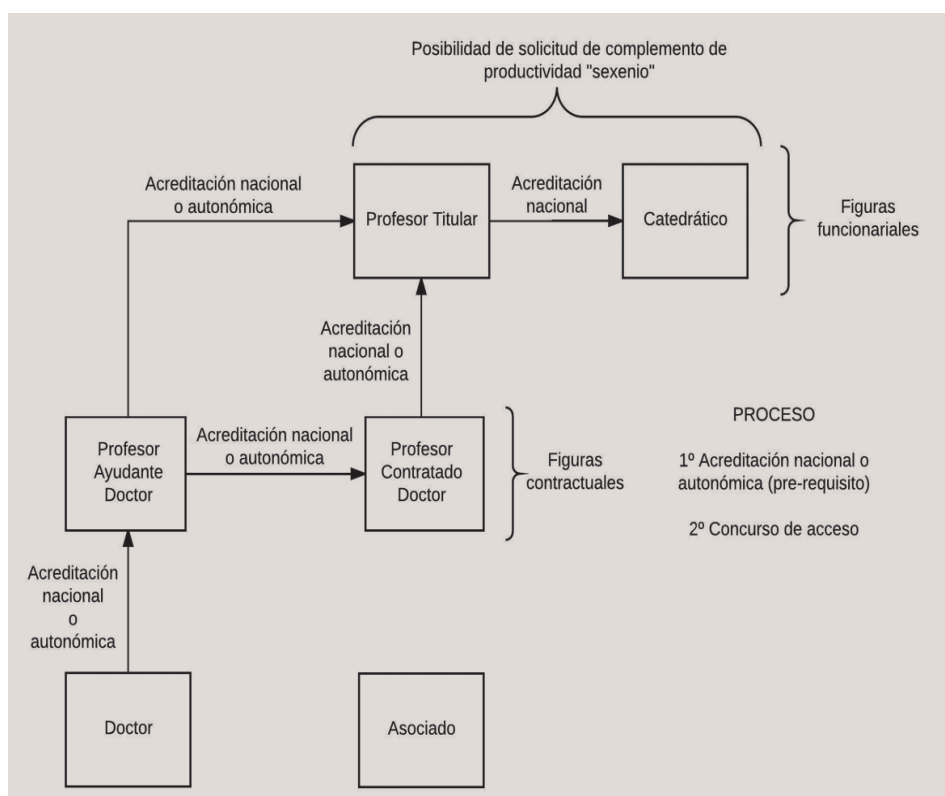 Posibilidad de solicitud de complemento de
productividad "sexenio"
Acreditación nacional
o autonómica
Profesor Titular
Acreditación
nacional
Catedrático
Figuras
funcionariales
Acreditación
nacional o
autonómica
Profesor
Ayudante
Doctor
Acreditación nacional
o autonómica
Profesor
Contratado
Doctor
Figuras
contractuales
PROCESO
1º Acreditación nacional o
autonómica (pre-requisito)
2º Concurso de acceso
Acreditación
nacional
o
autonómica
Doctor
Asociado